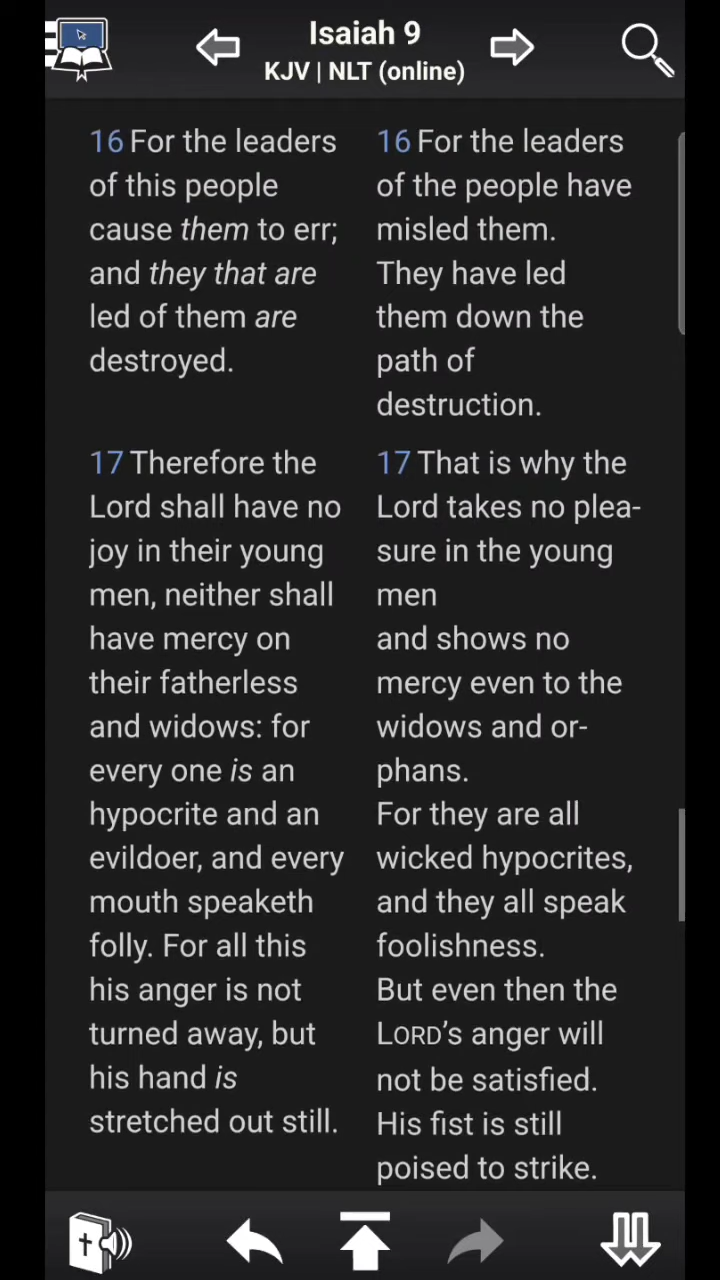 Isaiah 9
KJV | NLT (online)
16 For the leaders
of this people
cause them to err;
and they that are
led of them are
destroyed.
16 For the leaders
of the people have
misled them.
They have led
them down the
path of
destruction.
17 Therefore the
Lord shall have no
joy in their young
men, neither shall
have mercy on
their fatherless
and widows: for
every one is an
hypocrite and an
evildoer, and every
mouth speaketh
folly. For all this
his anger is not
turned away, but
his hand is
stretched out still.
17 That is why the
Lord takes no plea-
sure in the young
men
and shows no
mercy even to the
widows and or-
phans.
For they are all
wicked hypocrites,
and they all speak
foolishness.
But even then the
LORD’s anger will
not be satisfied.
His fist is still
poised to strike.